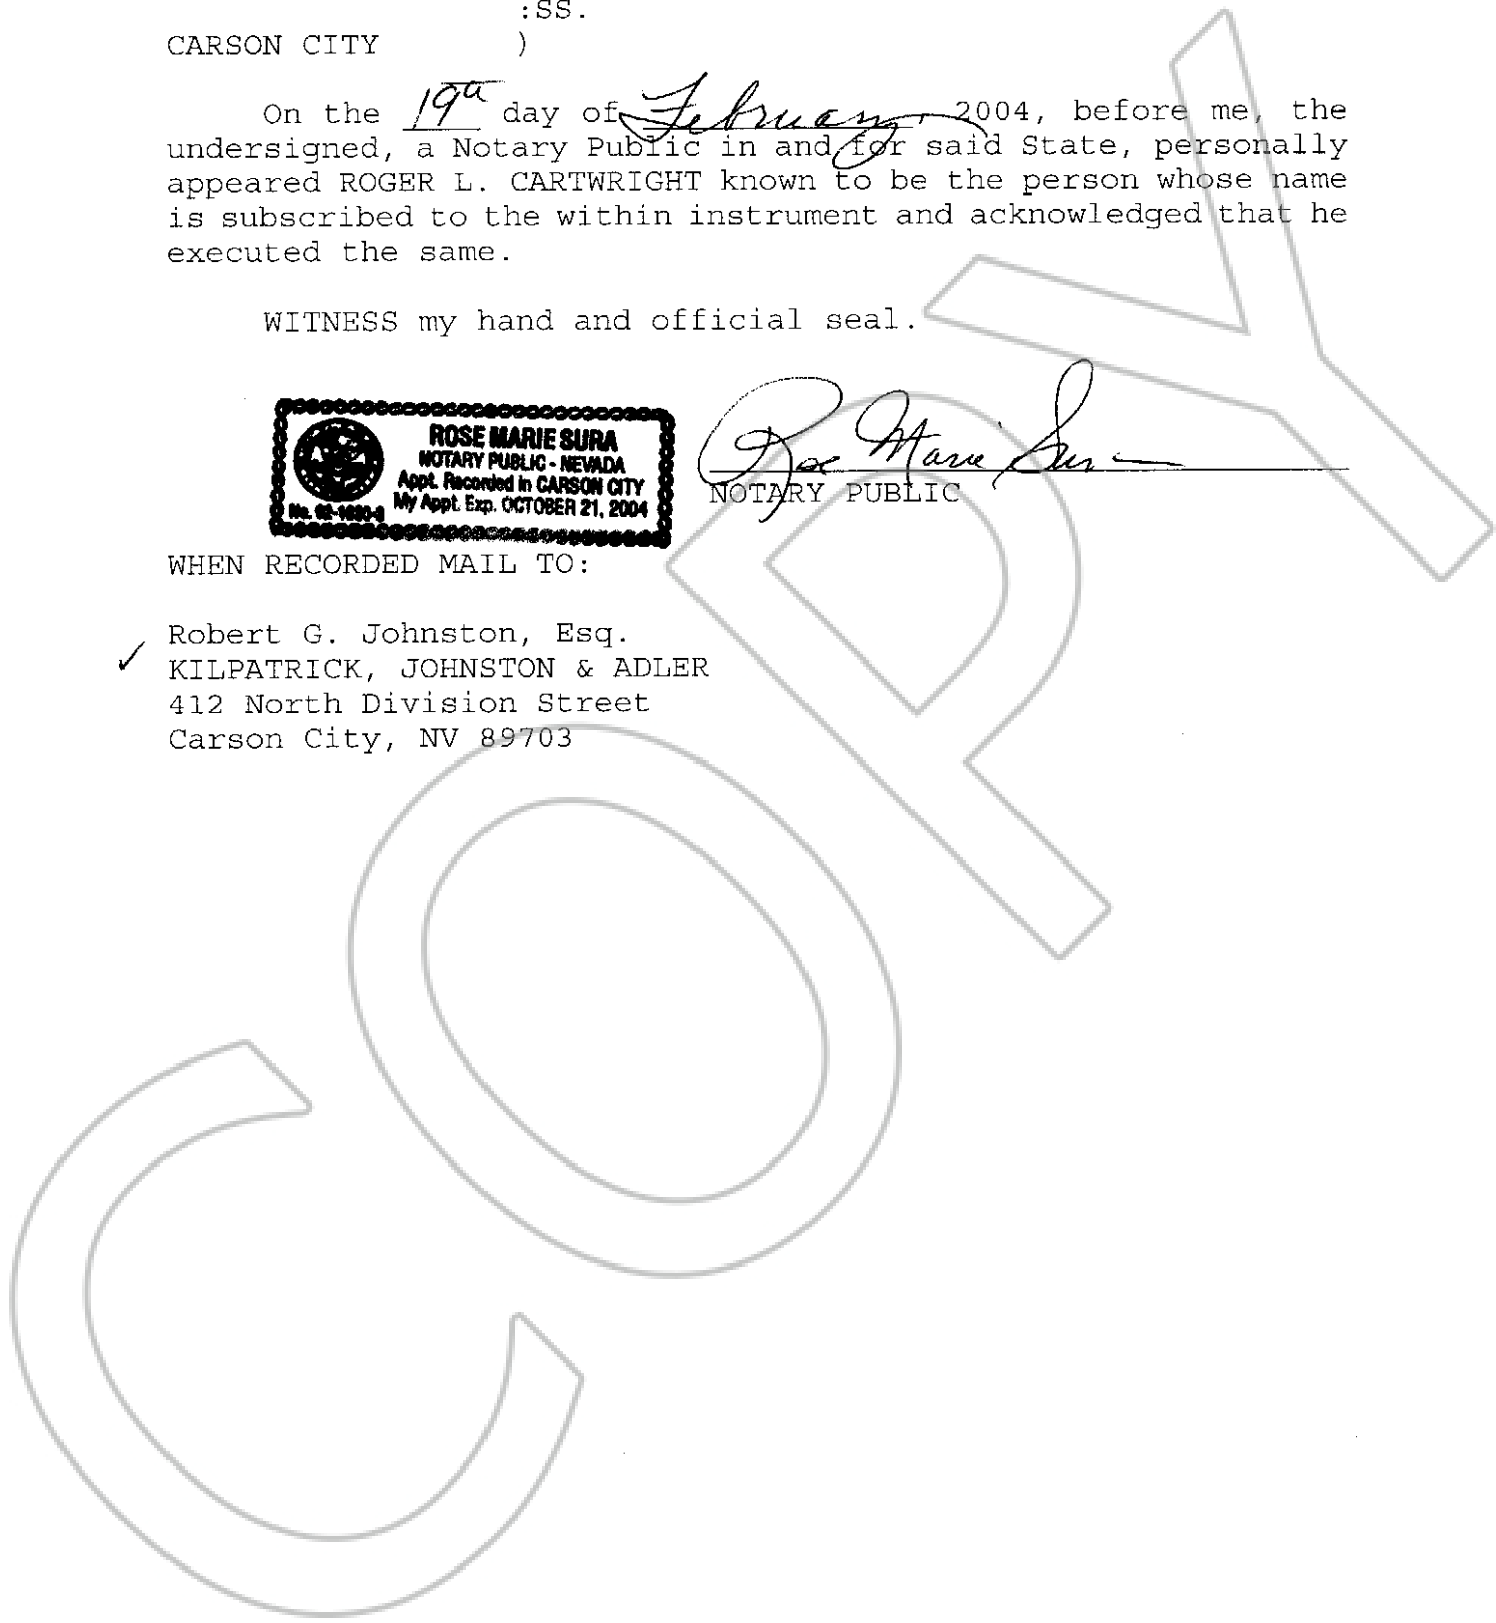 :SS.
CARSON CITY )
On the 19th day of February, 2004, before me, the
undersigned, a Notary Public in and for said State, personally
appeared ROGER L. CARTWRIGHT known to be the person whose name
is subscribed to the within instrument and acknowledged that he
executed the same.
WITNESS my hand and official seal.
ROSE MARIE SURA
NOTARY PUBLIC - NEVADA
Appt. Recorded in CARSON CITY
My Appt. Exp. OCTOBER 21, 2004
No.
Rose Marie Sura
NOTARY PUBLIC
WHEN RECORDED MAIL TO:
Robert G. Johnston, Esq.
KILPATRICK, JOHNSTON & ADLER
412 North Division Street
Carson City, NV 89703
COPY